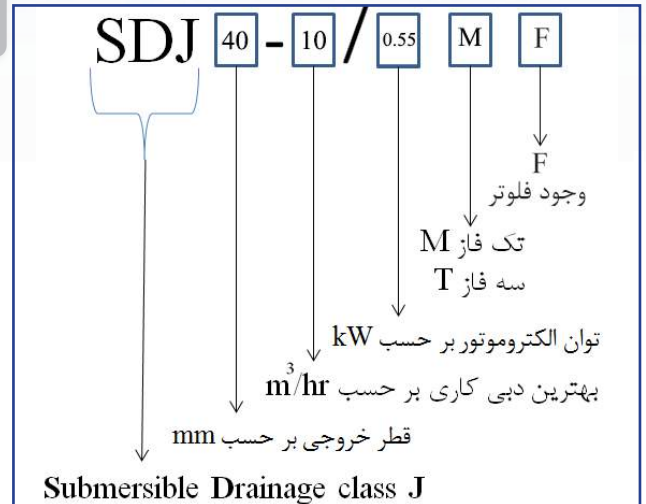 SDJ 40 - 10 / 0.55 M F
F
وجود فلوتر
تک فاز M
سه فاز T
توان الکتروموتور بر حسب kW
بهترین دبی کاری بر حسب m³/hr
قطر خروجی بر حسب mm
Submersible Drainage class J